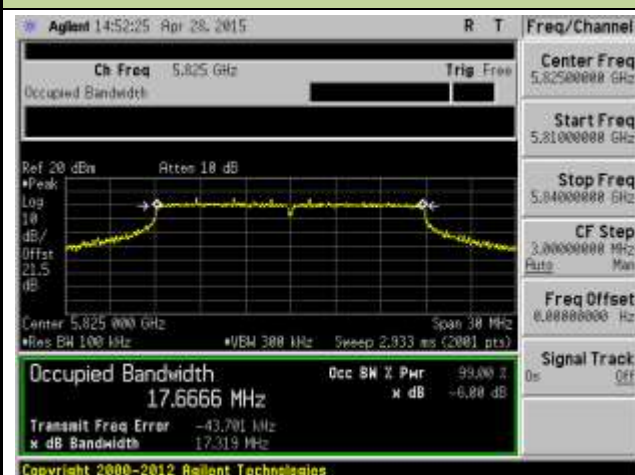 Agilent 14:52:25 Apr 28, 2015 R T
Freq/Channel
Ch Freq 5.825 GHz Trig Free
Occupied Bandwidth
Center Freq
5.82500000 GHz
Start Freq
5.81000000 GHz
Stop Freq
5.84000000 GHz
CF Step
3.00000000 MHz
Auto Man
Freq Offset
0.00000000 Hz
Signal Track
On Off
Ref 20 dBm Atten 10 dB
•Peak
Log
10
dB/
Offst
21.5
dB
Center 5.825 000 GHz Span 30 MHz
•Res BW 100 kHz •VBW 300 kHz Sweep 2.933 ms (2001 pts)
Occupied Bandwidth
17.6666 MHz
Occ BW % Pwr 99.00 %
x dB -6.00 dB
Transmit Freq Error -43.701 kHz
x dB Bandwidth 17.319 MHz
Copyright 2000-2012 Agilent Technologies